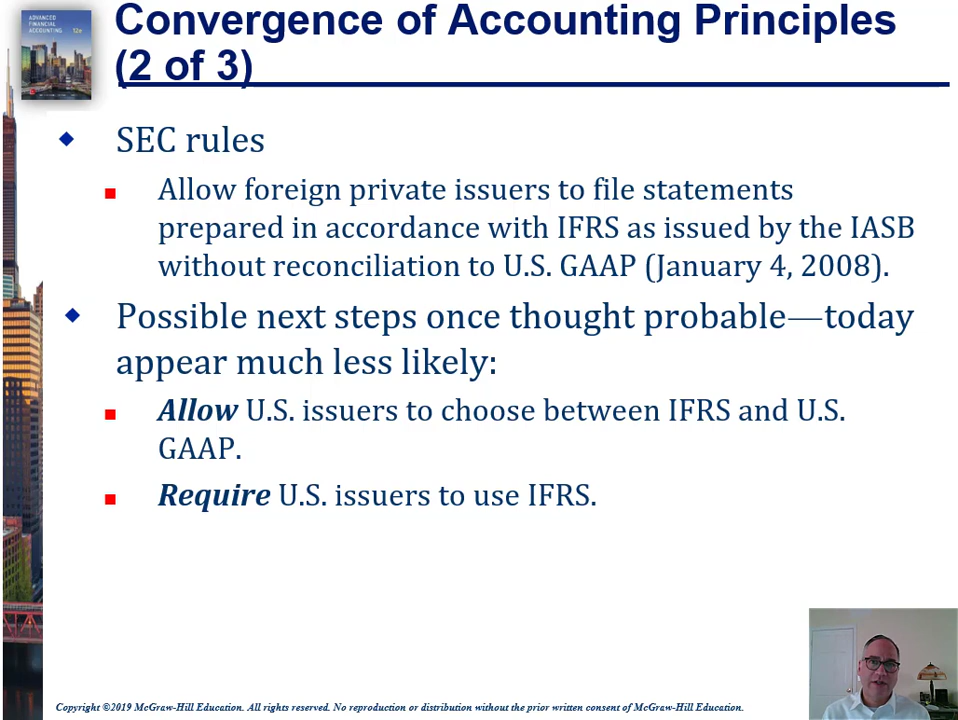 Convergence of Accounting Principles
(2 of 3)
ADVANCED
FINANCIAL
ACCOUNTING
12e
SEC rules
Allow foreign private issuers to file statements
prepared in accordance with IFRS as issued by the IASB
without reconciliation to U.S. GAAP (January 4, 2008).
Possible next steps once thought probable—today
appear much less likely:
Allow U.S. issuers to choose between IFRS and U.S.
GAAP.
Require U.S. issuers to use IFRS.
Copyright ©2019 McGraw-Hill Education. All rights reserved. No reproduction or distribution without the prior written consent of McGraw-Hill Education.